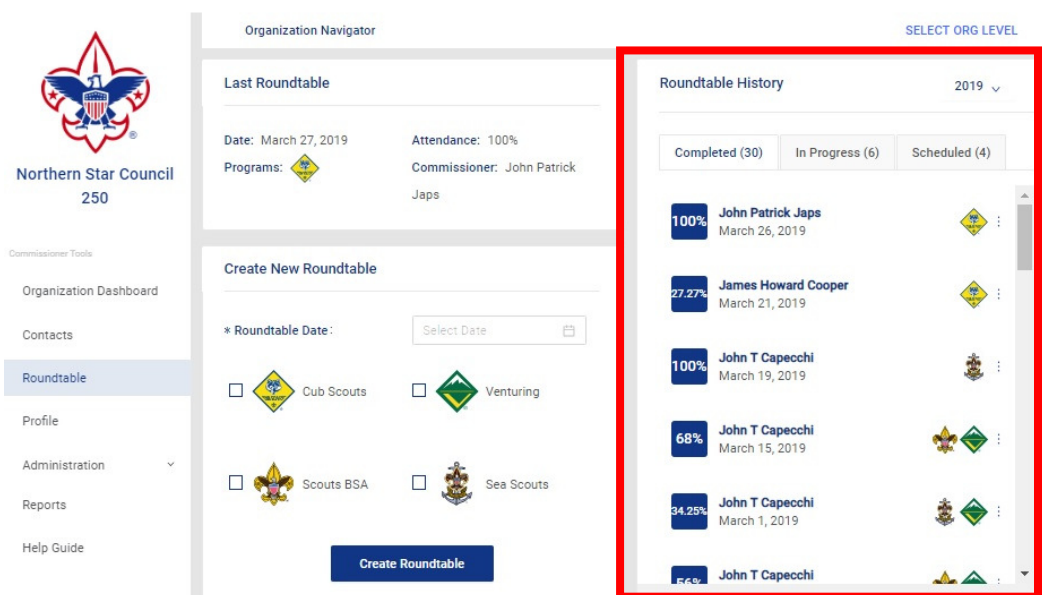 Organization Navigator
SELECT ORG LEVEL
Northern Star Council
250
Commissioner Tools
Organization Dashboard
Contacts
Roundtable
Profile
Administration
Reports
Help Guide
Last Roundtable
Date: March 27, 2019
Attendance: 100%
Programs:
Commissioner: John Patrick
Japs
Create New Roundtable
* Roundtable Date:
Select Date
Cub Scouts
Venturing
Scouts BSA
Sea Scouts
Create Roundtable
Roundtable History
2019
Completed (30)
In Progress (6)
Scheduled (4)
100%
John Patrick Japs
March 26, 2019
27.27%
James Howard Cooper
March 21, 2019
100%
John T Capecchi
March 19, 2019
68%
John T Capecchi
March 15, 2019
34.25%
John T Capecchi
March 1, 2019
56%
John T Capecchi